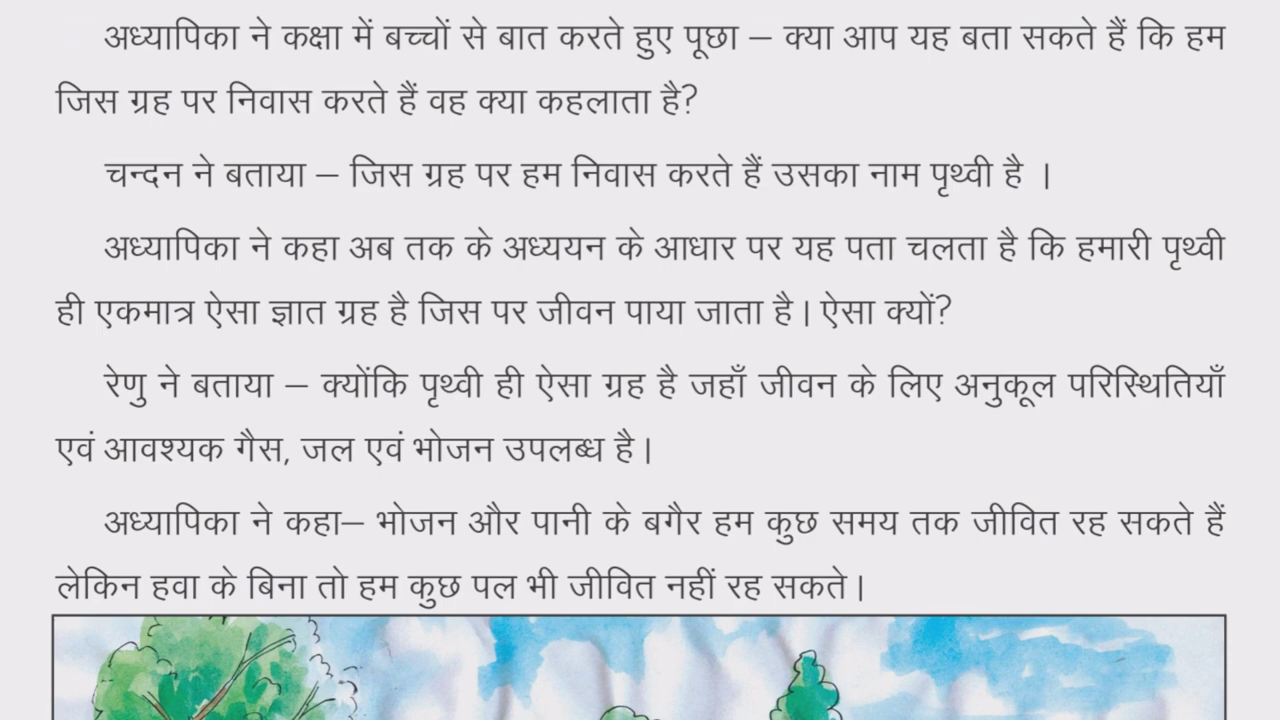 अध्यापिका ने कक्षा में बच्चों से बात करते हुए पूछा – क्या आप यह बता सकते हैं कि हम
जिस ग्रह पर निवास करते हैं वह क्या कहलाता है?
चन्दन ने बताया – जिस ग्रह पर हम निवास करते हैं उसका नाम पृथ्वी है ।
अध्यापिका ने कहा अब तक के अध्ययन के आधार पर यह पता चलता है कि हमारी पृथ्वी
ही एकमात्र ऐसा ज्ञात ग्रह है जिस पर जीवन पाया जाता है। ऐसा क्यों?
रेणु ने बताया – क्योंकि पृथ्वी ही ऐसा ग्रह है जहाँ जीवन के लिए अनुकूल परिस्थितियाँ
एवं आवश्यक गैस, जल एवं भोजन उपलब्ध है।
अध्यापिका ने कहा– भोजन और पानी के बगैर हम कुछ समय तक जीवित रह सकते हैं
लेकिन हवा के बिना तो हम कुछ पल भी जीवित नहीं रह सकते।